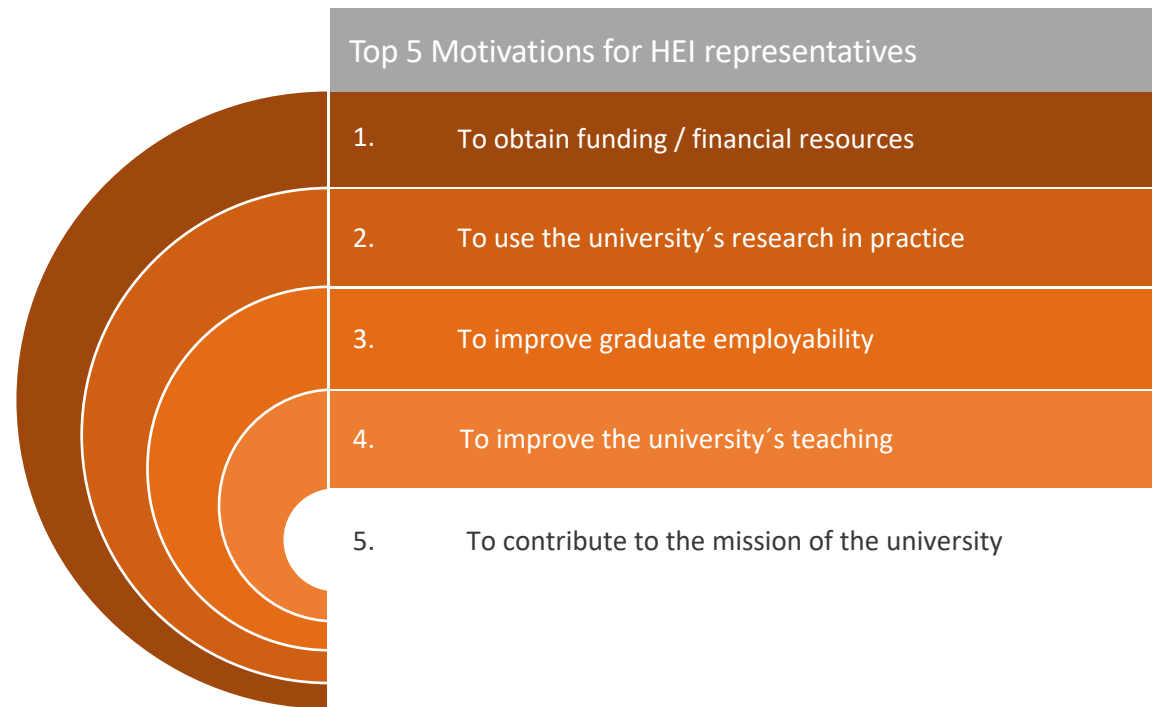 Top 5 Motivations for HEI representatives
1. To obtain funding / financial resources
2. To use the university´s research in practice
3. To improve graduate employability
4. To improve the university´s teaching
5. To contribute to the mission of the university